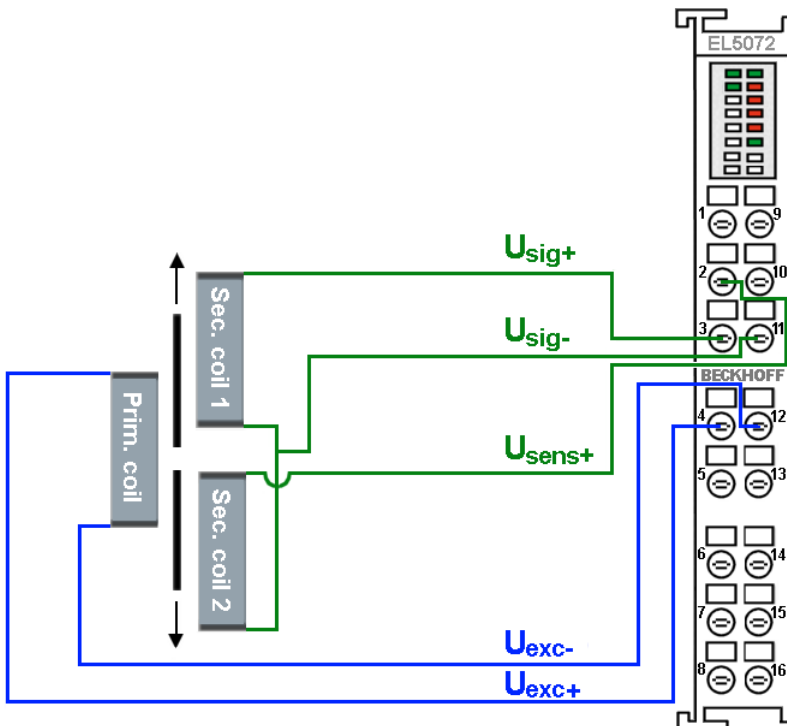 EL5072
1
9
2
10
3
11
BECKHOFF
4
12
5
13
6
14
7
15
8
16
Usig+
Usig-
Usens+
Uexc-
Uexc+
Prim. coil
Sec. coil 1
Sec. coil 2